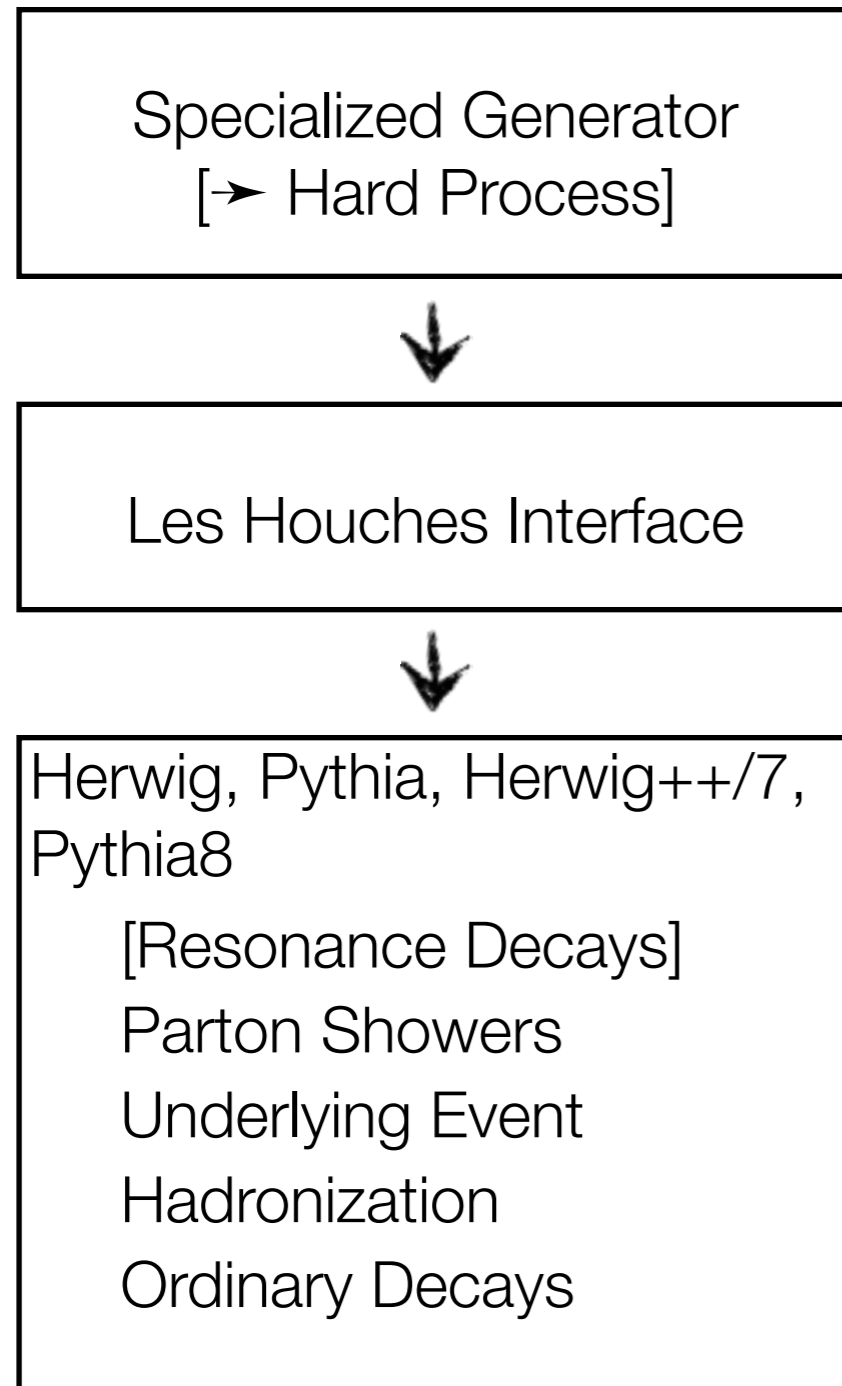 Specialized Generator
[➛ Hard Process]
Les Houches Interface
Herwig, Pythia, Herwig++/7,
Pythia8
[Resonance Decays]
Parton Showers
Underlying Event
Hadronization
Ordinary Decays